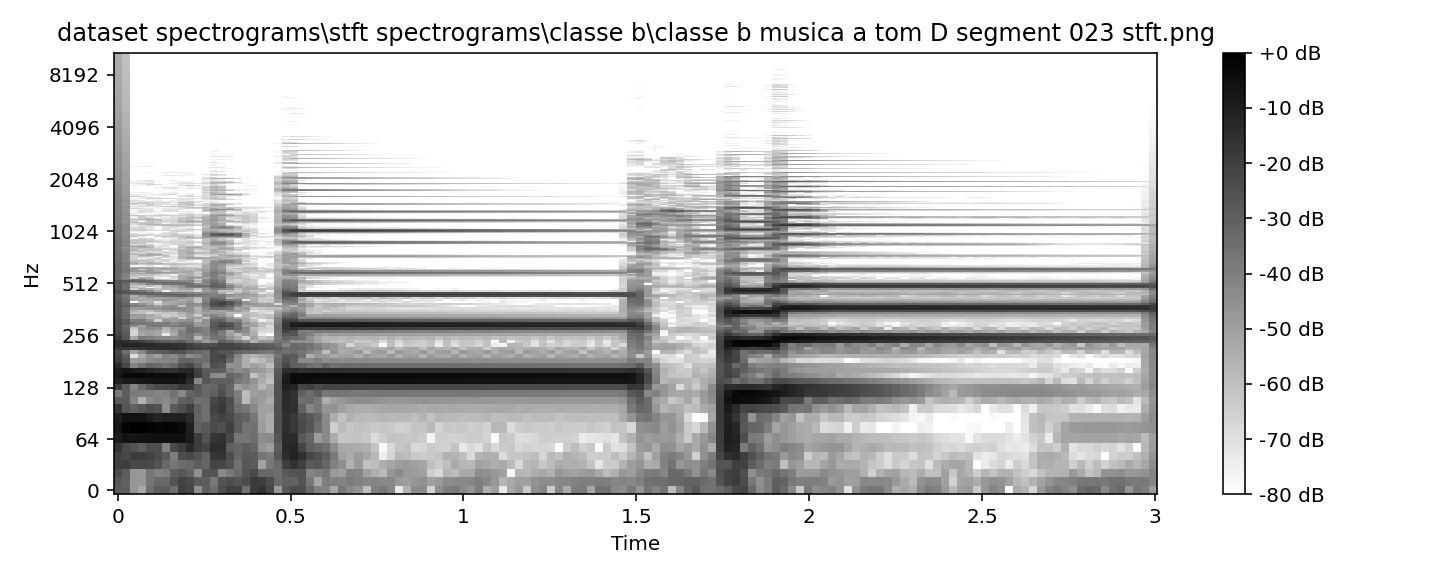 dataset spectrograms\stft spectrograms\classe b\classe b musica a tom D segment 023 stft.png
Hz
8192
4096
2048
1024
512
256
128
64
0
0 0.5 1 1.5 2 2.5 3
Time
+0 dB
-10 dB
-20 dB
-30 dB
-40 dB
-50 dB
-60 dB
-70 dB
-80 dB